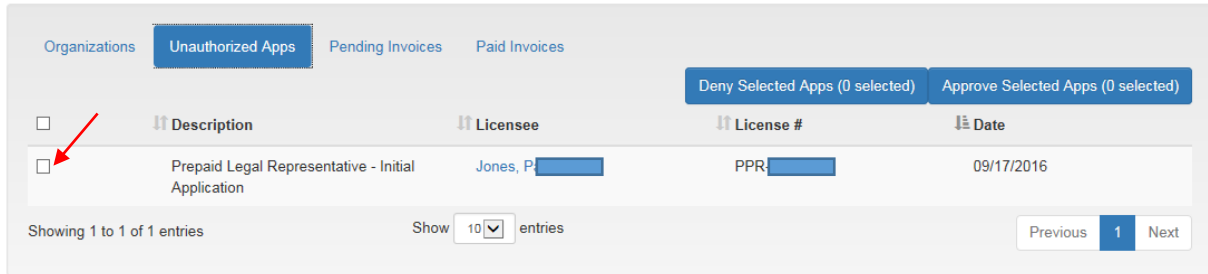 Organizations Unauthorized Apps Pending Invoices Paid Invoices
Deny Selected Apps (0 selected) Approve Selected Apps (0 selected)
Description Licensee License # Date
Prepaid Legal Representative - Initial Jones, PPR- 09/17/2016
Application
Showing 1 to 1 of 1 entries Show 10 entries Previous 1 Next